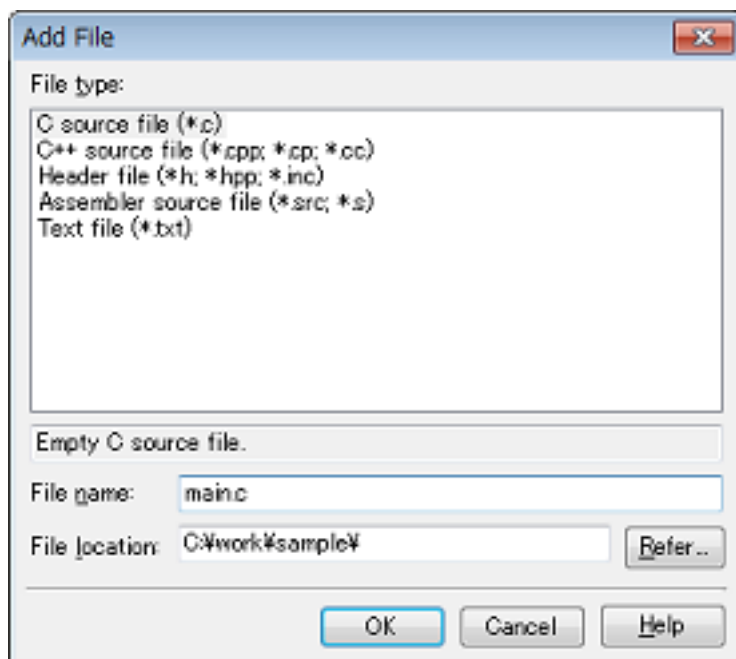 Add File
File type:
C source file (*.c)
C++ source file (*.cpp; *.cp; *.cc)
Header file (*.h; *.hpp; *.inc)
Assembler source file (*.src; *.s)
Text file (*.txt)
Empty C source file.
File name: main.c
File location: C:¥work¥sample¥ Refer...
OK Cancel Help